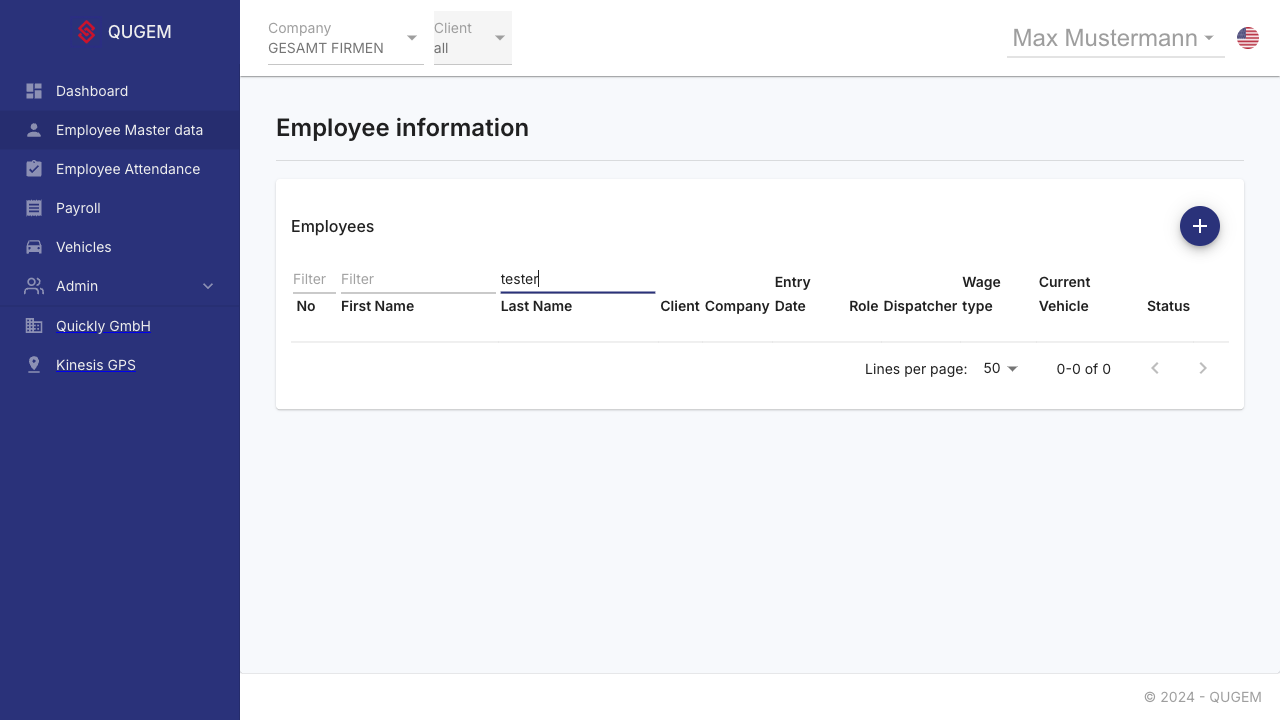 QUGEM
Company
GESAMT FIRMEN
Client
all
Max Mustermann
Dashboard
Employee Master data
Employee Attendance
Payroll
Vehicles
Admin
Quickly GmbH
Kinesis GPS
Employee information
Employees
Filter
Filter
tester
No
First Name
Last Name
Client
Company
Entry
Date
Role
Dispatcher
Wage
type
Current
Vehicle
Status
Lines per page:
50
0-0 of 0
© 2024 - QUGEM